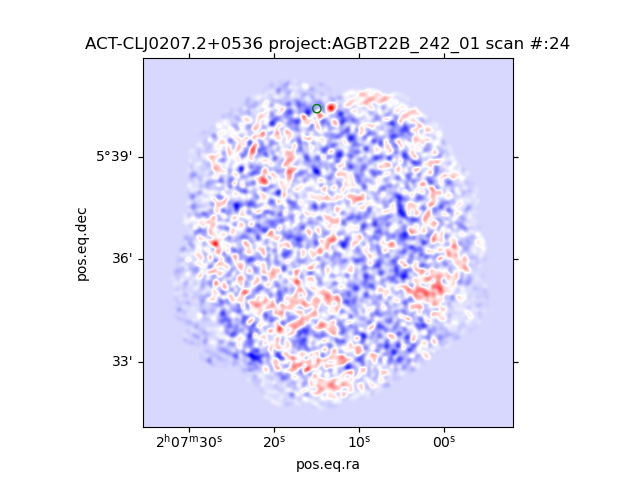 ACT-CLJ0207.2+0536 project:AGBT22B_242_01 scan #:24
pos.eq.dec
5°39'
36'
33'
2ʰ07ᵐ30ˢ 20ˢ 10ˢ 00ˢ
pos.eq.ra